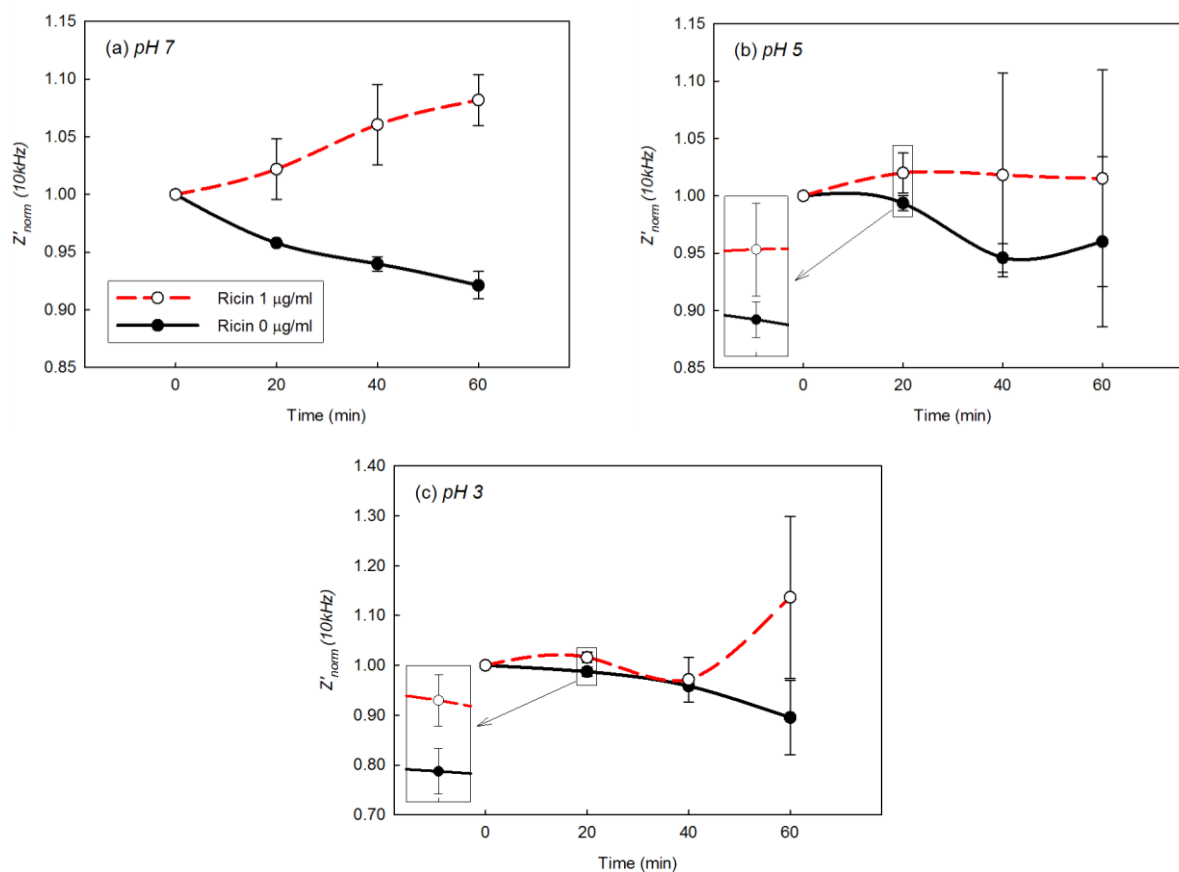 (a) pH 7
Z'norm (10kHz)
1.15
1.10
1.05
1.00
0.95
0.90
0.85
Ricin 1 μg/ml
Ricin 0 μg/ml
0 20 40 60
Time (min)
(b) pH 5
Z'norm (10kHz)
1.15
1.10
1.05
1.00
0.95
0.90
0.85
0 20 40 60
Time (min)
(c) pH 3
Z'norm (10kHz)
1.40
1.30
1.20
1.10
1.00
0.90
0.80
0.70
0 20 40 60
Time (min)